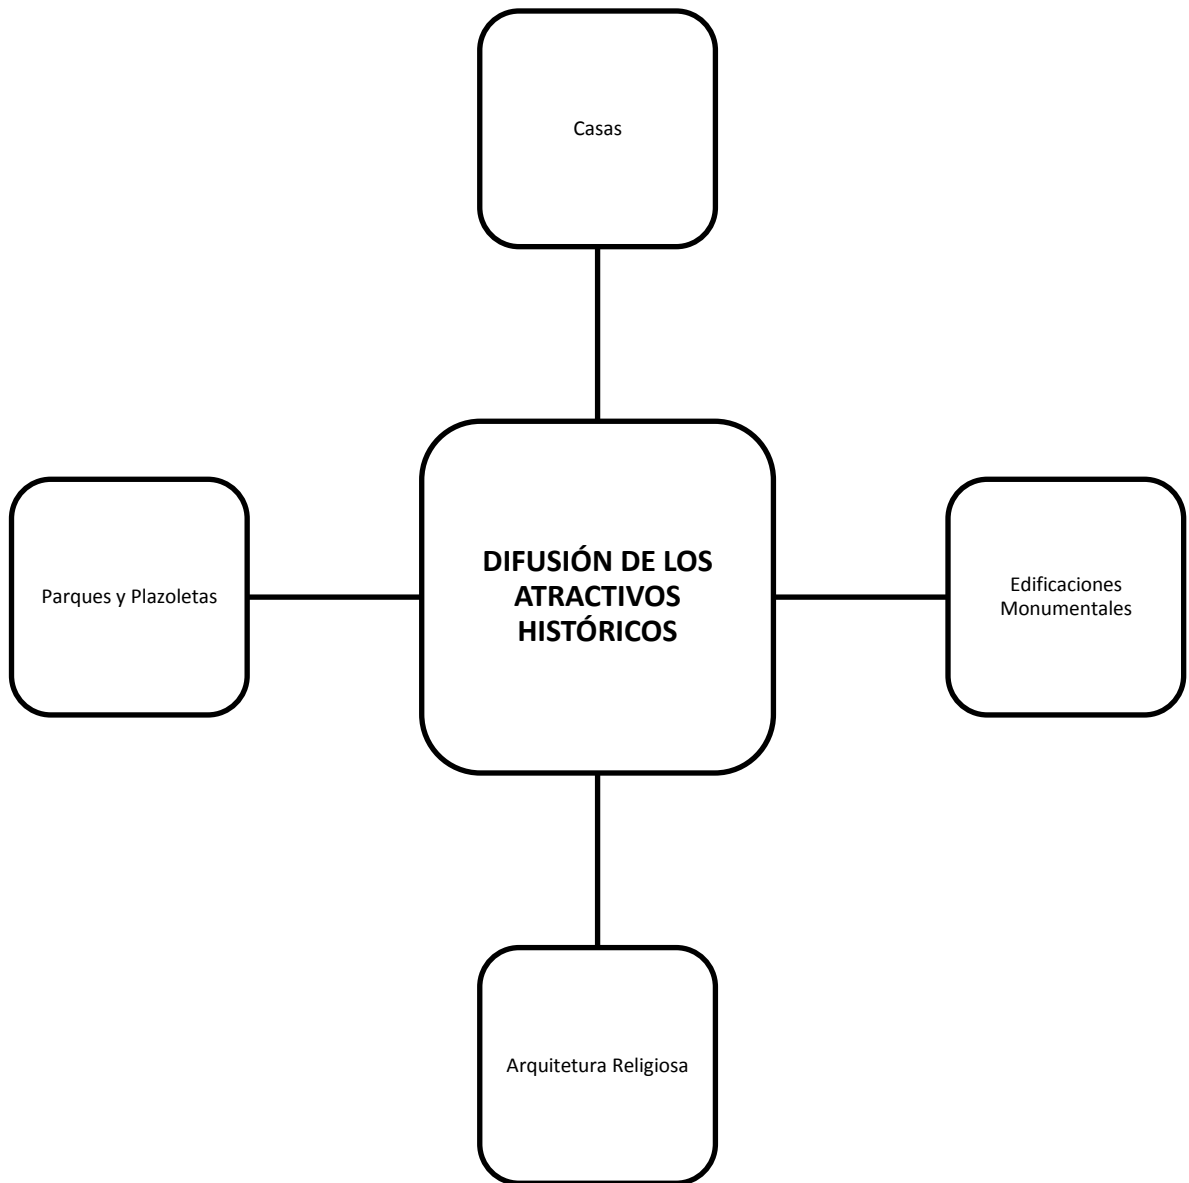 Casas
Parques y Plazoletas
DIFUSIÓN DE LOS
ATRACTIVOS
HISTÓRICOS
Edificaciones
Monumentales
Arquitetura Religiosa